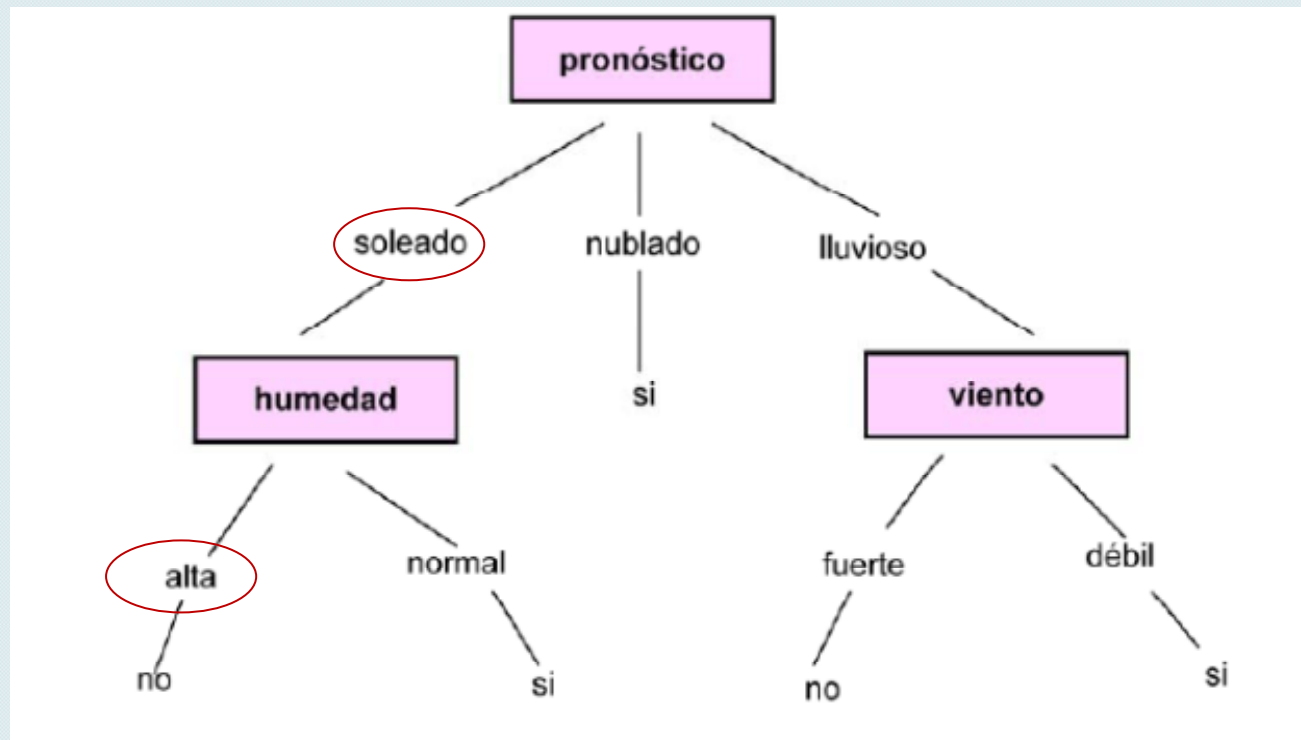 pronóstico
soleado nublado lluvioso
humedad si viento
alta normal fuerte débil
no si no si